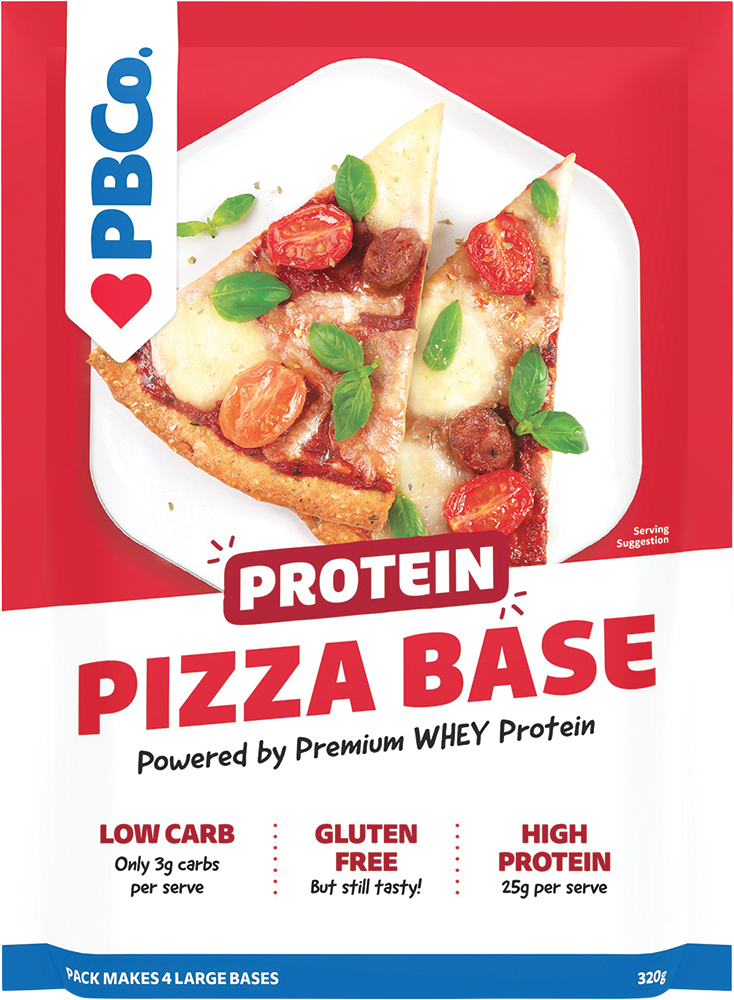 PBCo.
Serving
Suggestion
PROTEIN
PIZZA BASE
Powered by Premium WHEY Protein
LOW CARB
Only 3g carbs
per serve
GLUTEN
FREE
But still tasty!
HIGH
PROTEIN
25g per serve
PACK MAKES 4 LARGE BASES
320g